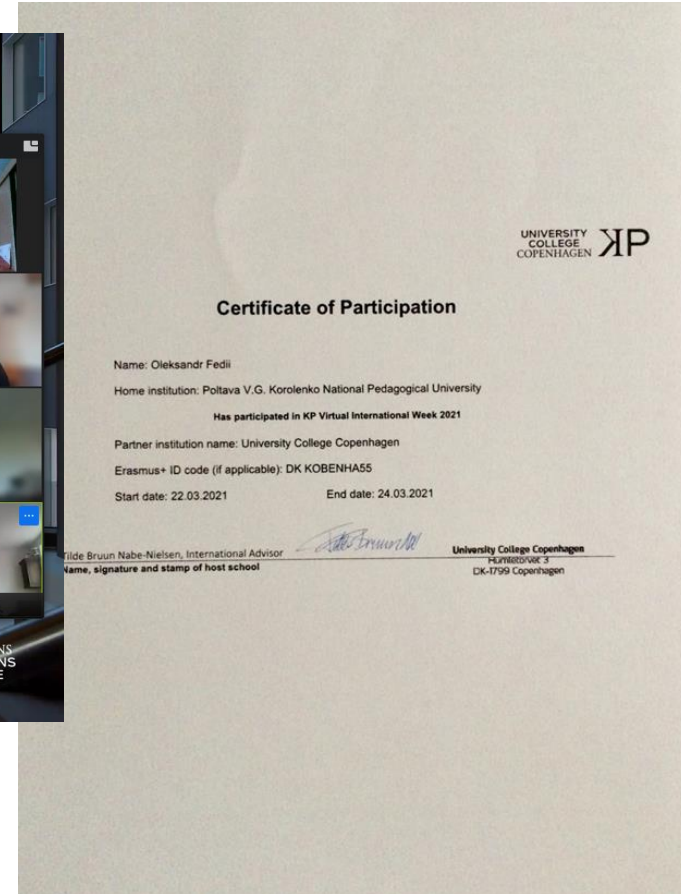 UNIVERSITY
COLLEGE
COPENHAGEN KP
Certificate of Participation
Name: Oleksandr Fedii
Home institution: Poltava V.G. Korolenko National Pedagogical University
Has participated in KP Virtual International Week 2021
Partner institution name: University College Copenhagen
Erasmus+ ID code (if applicable): DK KOBENHA55
Start date: 22.03.2021 End date: 24.03.2021
Tilde Bruun Nabe-Nielsen, International Advisor
Name, signature and stamp of host school
University College Copenhagen
Humletorvet 3
DK-1799 Copenhagen
NS